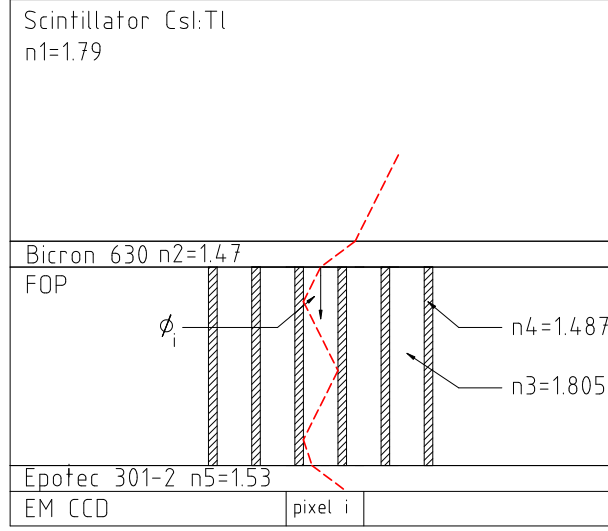 Scintillator CsI:Tl
n1=1.79
Bicron 630 n2=1.47
FOP
ϕi
n4=1.487
n3=1.805
Epotec 301-2 n5=1.53
EM CCD
pixel i